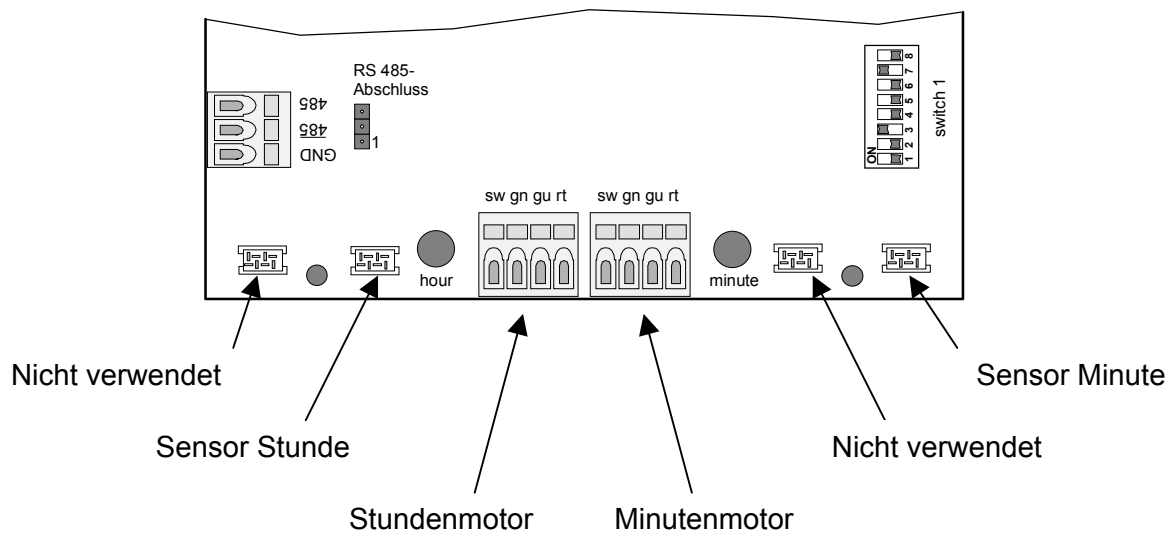 RS 485-
Abschluss
1
485
485
GND
8
7
6
5
4
3
2
1
ON
switch 1
sw gn gu rt
sw gn gu rt
hour
minute
Nicht verwendet
Sensor Minute
Sensor Stunde
Nicht verwendet
Stundenmotor
Minutenmotor